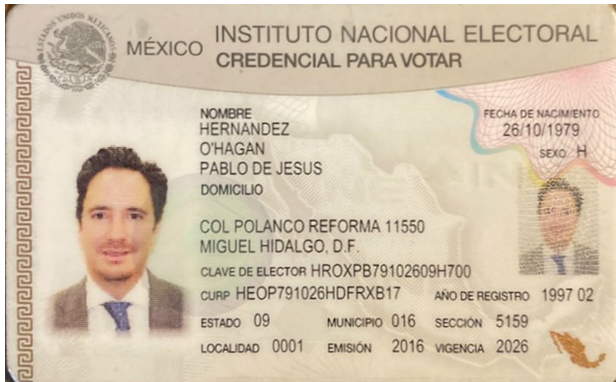 MÉXICO INSTITUTO NACIONAL ELECTORAL
CREDENCIAL PARA VOTAR
NOMBRE
HERNANDEZ
O'HAGAN
PABLO DE JESUS
FECHA DE NACIMIENTO
26/10/1979
SEXO H
DOMICILIO
COL POLANCO REFORMA 11550
MIGUEL HIDALGO, D.F.
CLAVE DE ELECTOR HROXPB79102609H700
CURP HEOP791026HDFRXB17 AÑO DE REGISTRO 1997 02
ESTADO 09 MUNICIPIO 016 SECCIÓN 5159
LOCALIDAD 0001 EMISIÓN 2016 VIGENCIA 2026